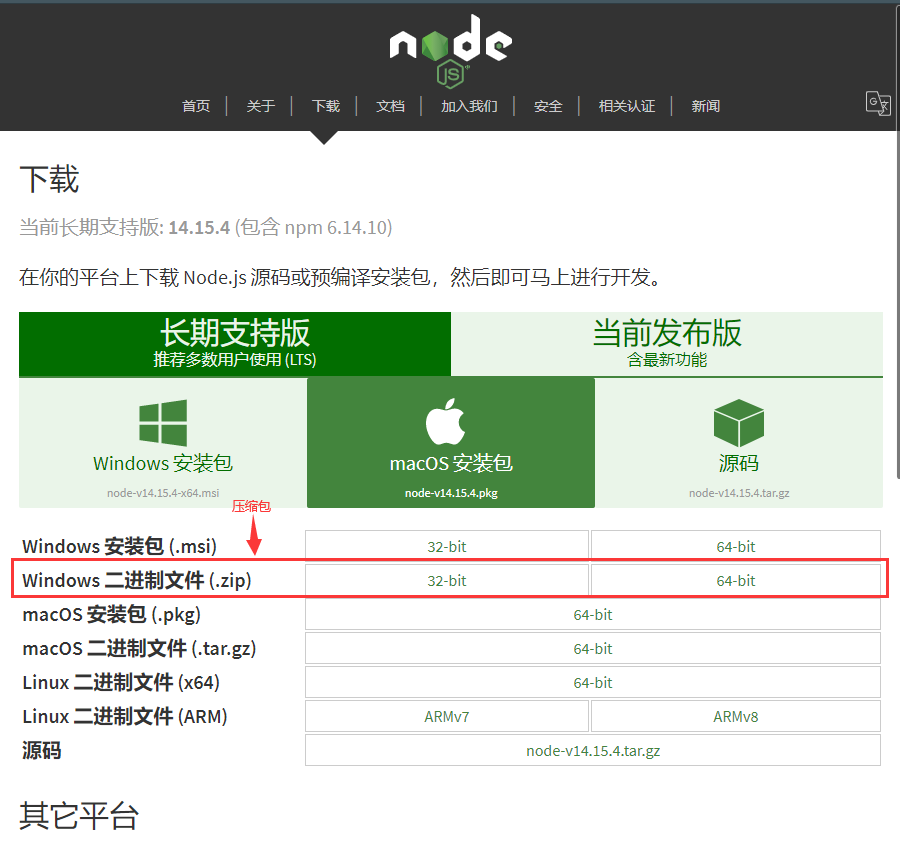 node
JS
首页 | 关于 | 下载 | 文档 | 加入我们 | 安全 | 相关认证 | 新闻
G 文
下载
当前长期支持版: 14.15.4 (包含 npm 6.14.10)
在你的平台上下载 Node.js 源码或预编译安装包，然后即可马上进行开发。
长期支持版 当前发布版
推荐多数用户使用 (LTS) 含最新功能
Windows 安装包 macOS 安装包 源码
node-v14.15.4-x64.msi node-v14.15.4.pkg node-v14.15.4.tar.gz
压缩包
Windows 安装包 (.msi) 32-bit 64-bit
Windows 二进制文件 (.zip) 32-bit 64-bit
macOS 安装包 (.pkg) 64-bit
macOS 二进制文件 (.tar.gz) 64-bit
Linux 二进制文件 (x64) 64-bit
Linux 二进制文件 (ARM) ARMv7 ARMv8
源码 node-v14.15.4.tar.gz
其它平台